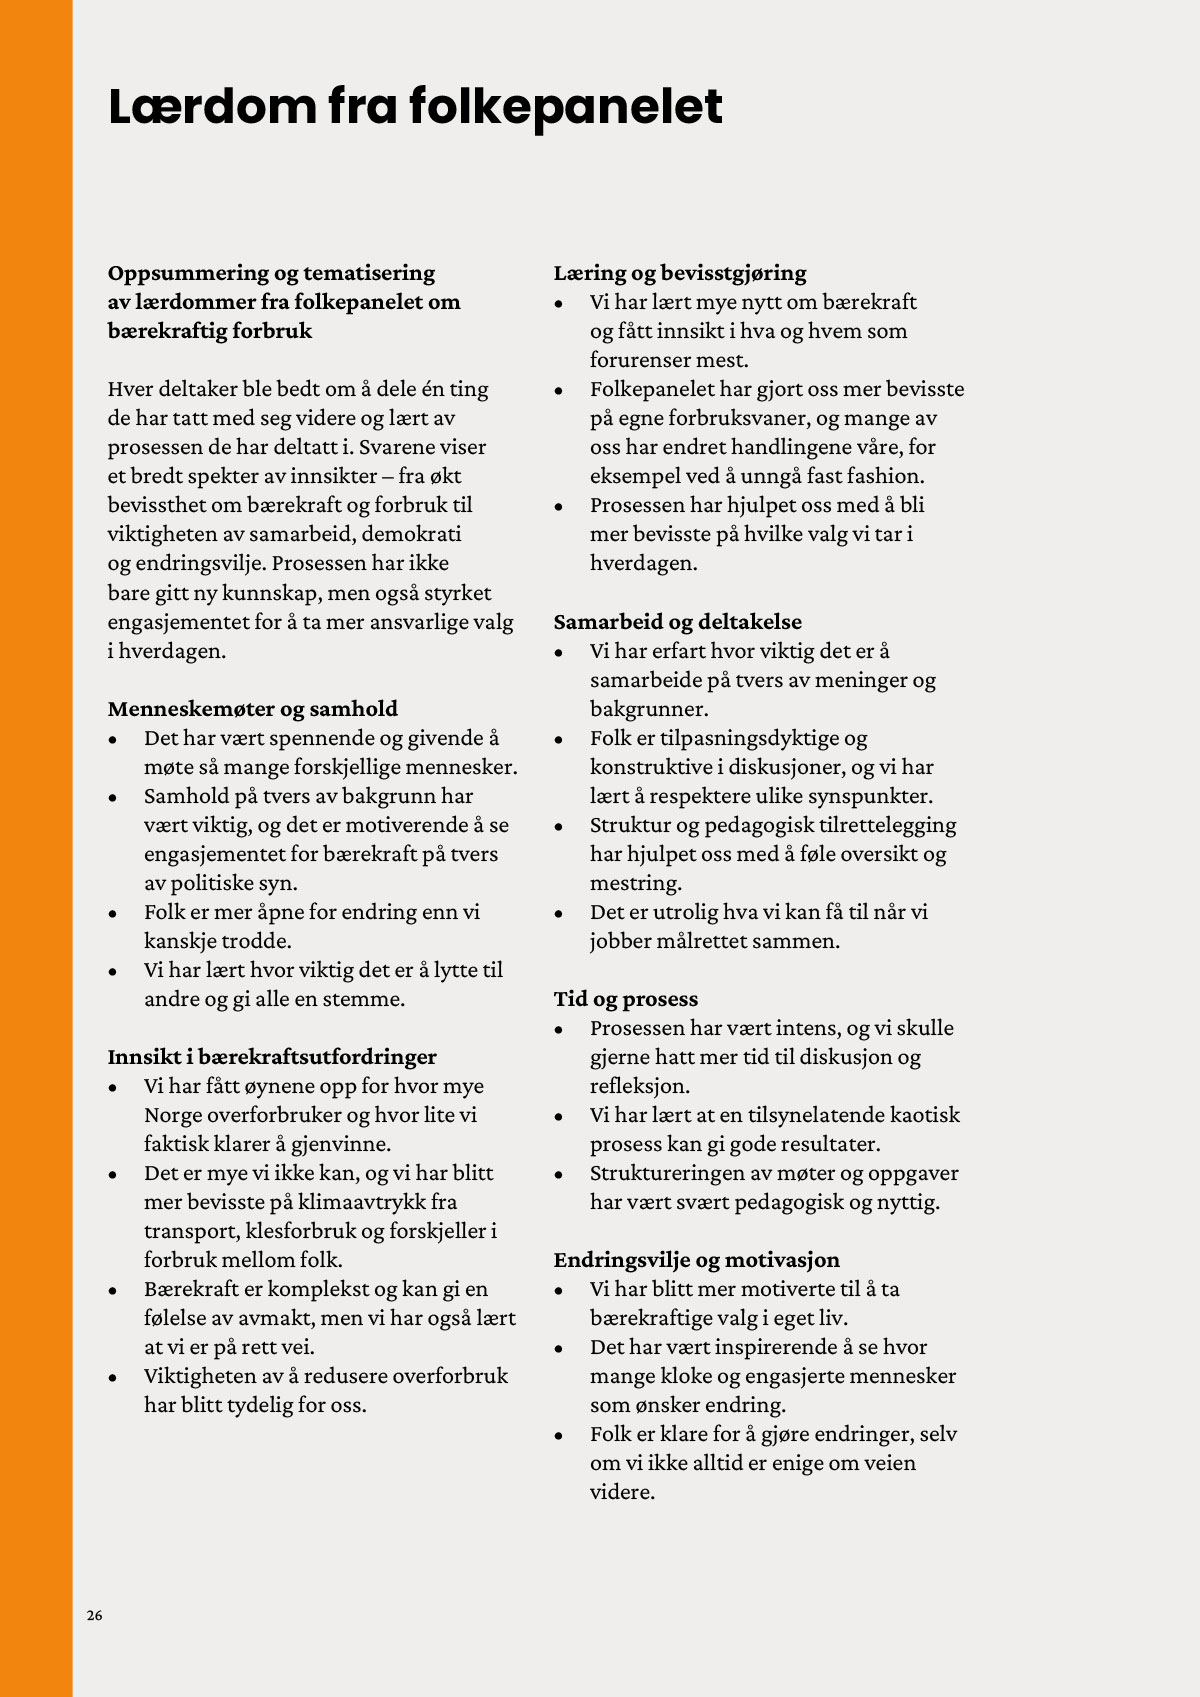 Lærdom fra folkepanelet
Oppsummering og tematisering
av lærdommer fra folkepanelet om
bærekraftig forbruk
Hver deltaker ble bedt om å dele én ting
de har tatt med seg videre og lært av
prosessen de har deltatt i. Svarene viser
et bredt spekter av innsikter – fra økt
bevissthet om bærekraft og forbruk til
viktigheten av samarbeid, demokrati
og endringsvilje. Prosessen har ikke
bare gitt ny kunnskap, men også styrket
engasjementet for å ta mer ansvarlige valg
i hverdagen.
Menneskemøter og samhold
• Det har vært spennende og givende å
møte så mange forskjellige mennesker.
• Samhold på tvers av bakgrunn har
vært viktig, og det er motiverende å se
engasjementet for bærekraft på tvers
av politiske syn.
• Folk er mer åpne for endring enn vi
kanskje trodde.
• Vi har lært hvor viktig det er å lytte til
andre og gi alle en stemme.
Innsikt i bærekraftsutfordringer
• Vi har fått øynene opp for hvor mye
Norge overforbruker og hvor lite vi
faktisk klarer å gjenvinne.
• Det er mye vi ikke kan, og vi har blitt
mer bevisste på klimaavtrykk fra
transport, klesforbruk og forskjeller i
forbruk mellom folk.
• Bærekraft er komplekst og kan gi en
følelse av avmakt, men vi har også lært
at vi er på rett vei.
• Viktigheten av å redusere overforbruk
har blitt tydelig for oss.
Læring og bevisstgjøring
• Vi har lært mye nytt om bærekraft
og fått innsikt i hva og hvem som
forurenser mest.
• Folkepanelet har gjort oss mer bevisste
på egne forbruksvaner, og mange av
oss har endret handlingene våre, for
eksempel ved å unngå fast fashion.
• Prosessen har hjulpet oss med å bli
mer bevisste på hvilke valg vi tar i
hverdagen.
Samarbeid og deltakelse
• Vi har erfart hvor viktig det er å
samarbeide på tvers av meninger og
bakgrunner.
• Folk er tilpasningsdyktige og
konstruktive i diskusjoner, og vi har
lært å respektere ulike synspunkter.
• Struktur og pedagogisk tilrettelegging
har hjulpet oss med å føle oversikt og
mestring.
• Det er utrolig hva vi kan få til når vi
jobber målrettet sammen.
Tid og prosess
• Prosessen har vært intens, og vi skulle
gjerne hatt mer tid til diskusjon og
refleksjon.
• Vi har lært at en tilsynelatende kaotisk
prosess kan gi gode resultater.
• Struktureringen av møter og oppgaver
har vært svært pedagogisk og nyttig.
Endringsvilje og motivasjon
• Vi har blitt mer motiverte til å ta
bærekraftige valg i eget liv.
• Det har vært inspirerende å se hvor
mange kloke og engasjerte mennesker
som ønsker endring.
• Folk er klare for å gjøre endringer, selv
om vi ikke alltid er enige om veien
videre.
26